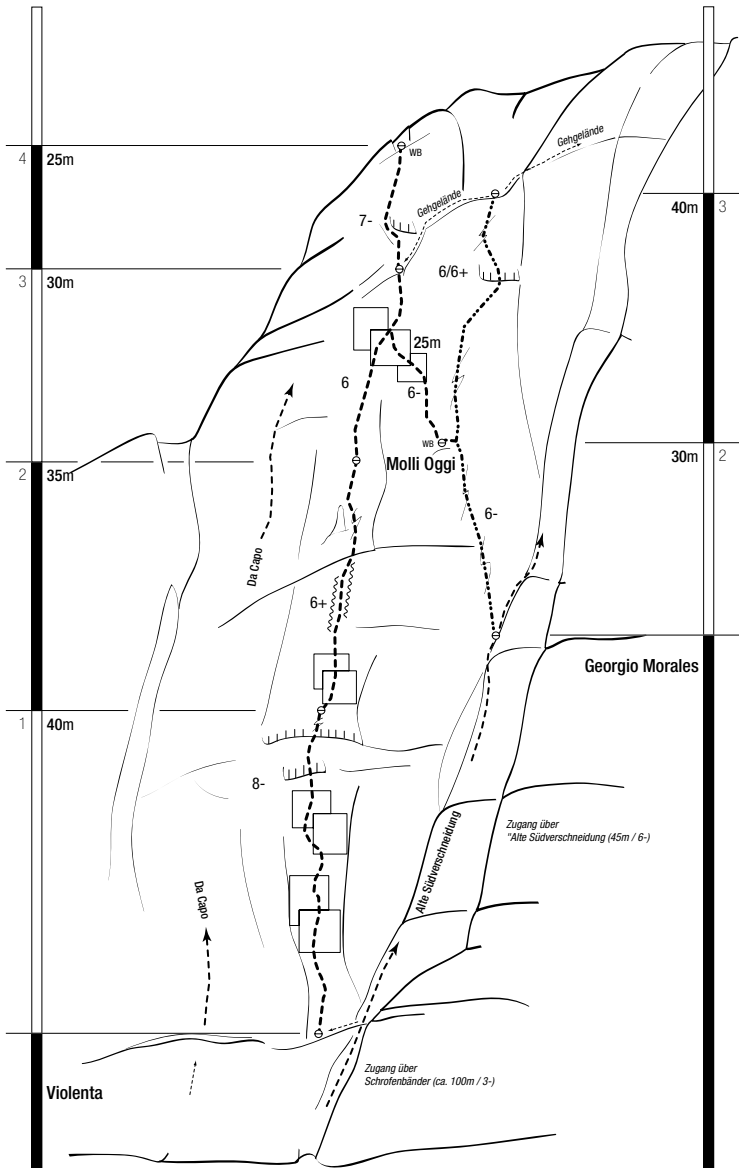 Gehgelände
4 25m
WB
Gehgelände
40m 3
7-
3 30m
6/6+
25m
6
6-
WB
30m 2
2 35m
Molli Oggi
6-
Da Capo
6+
Georgio Morales
1 40m
8-
Zugang über
"Alte Südverschneidung (45m / 6-)
Alte Südverschneidung
Da Capo
Zugang über
Schrofenbänder (ca. 100m / 3-)
Violenta